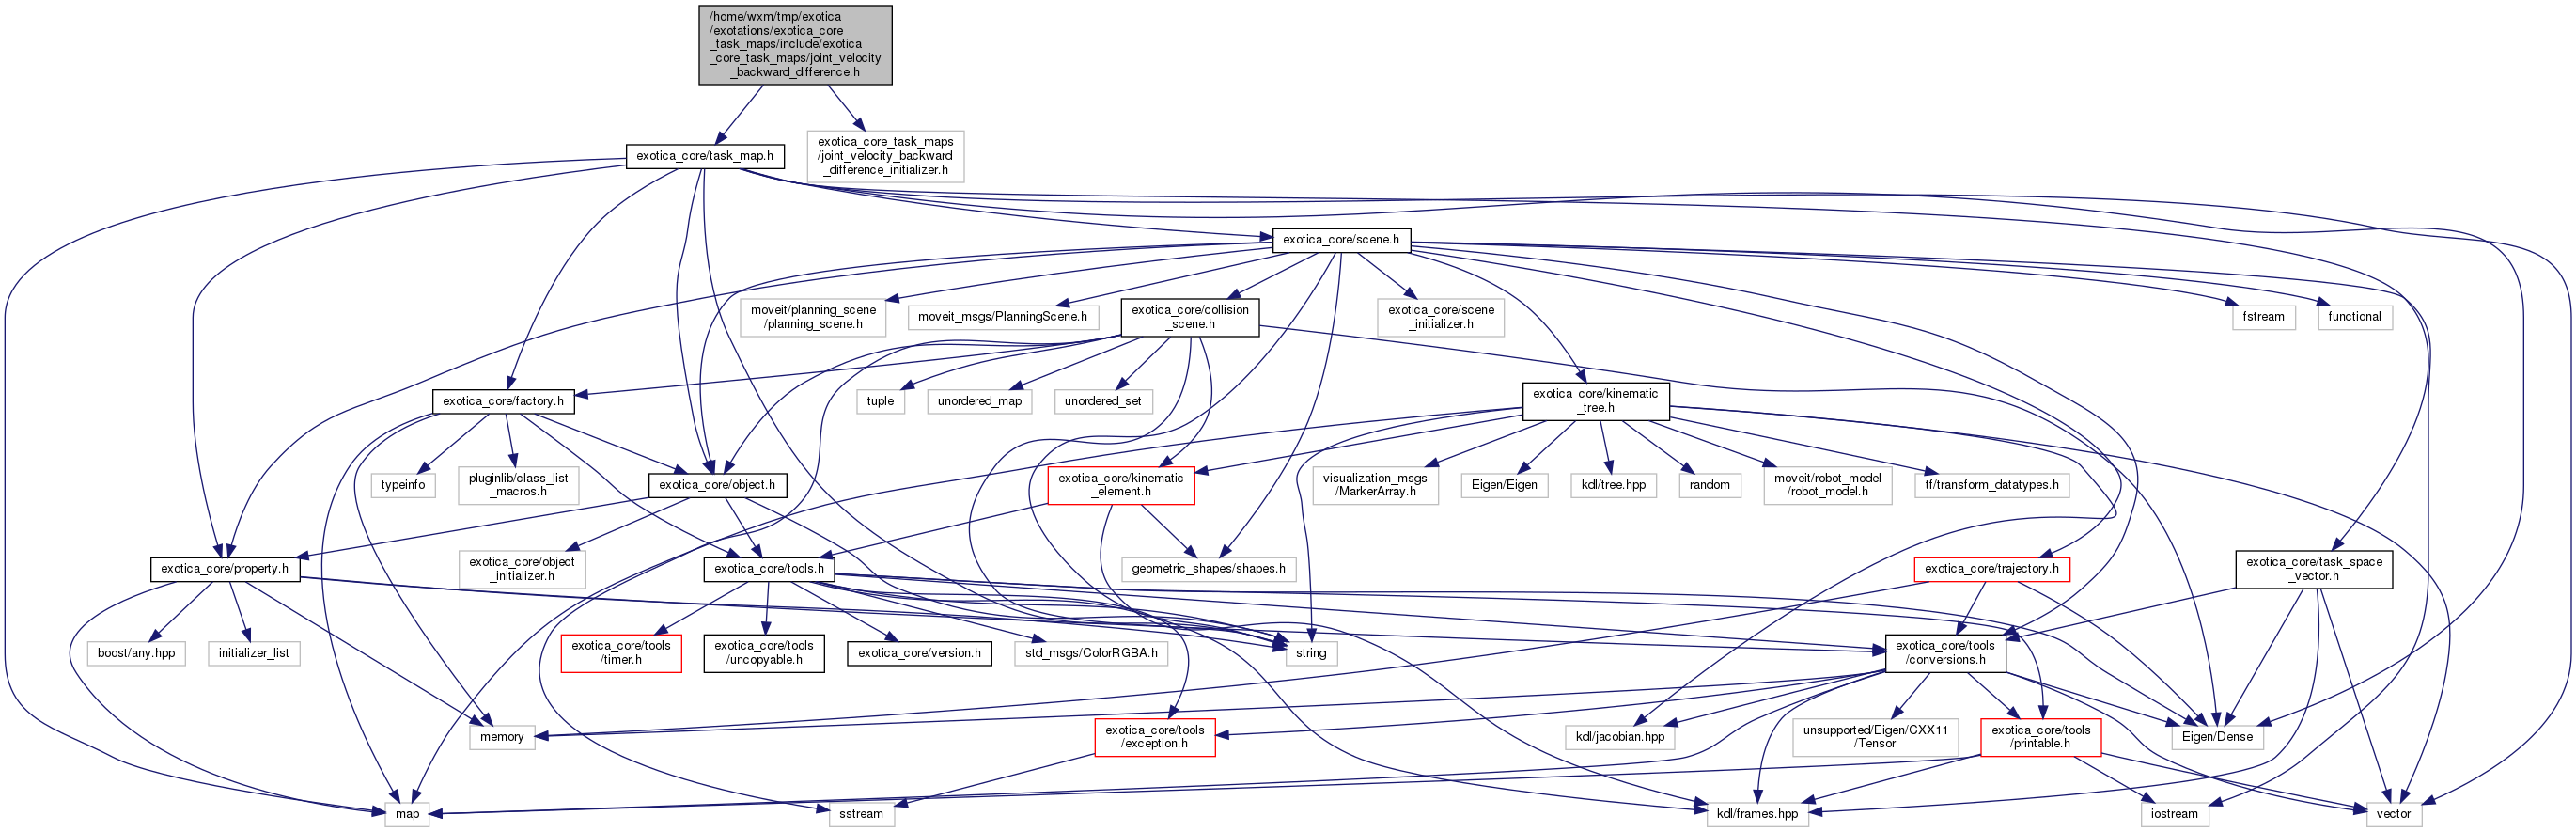 /home/wxm/tmp/exotica
/exotations/exotica_core
_task_maps/include/exotica
_core_task_maps/joint_velocity
_backward_difference.h
exotica_core/task_map.h
exotica_core_task_maps
/joint_velocity_backward
_difference_initializer.h
exotica_core/scene.h
moveit/planning_scene
/planning_scene.h
moveit_msgs/PlanningScene.h
exotica_core/collision
_scene.h
exotica_core/scene
_initializer.h
fstream
functional
exotica_core/factory.h
tuple
unordered_map
unordered_set
exotica_core/kinematic
_tree.h
typeinfo
pluginlib/class_list
_macros.h
exotica_core/object.h
exotica_core/kinematic
_element.h
visualization_msgs
/MarkerArray.h
Eigen/Eigen
kdl/tree.hpp
random
moveit/robot_model
/robot_model.h
tf/transform_datatypes.h
exotica_core/property.h
exotica_core/object
_initializer.h
exotica_core/tools.h
geometric_shapes/shapes.h
exotica_core/trajectory.h
exotica_core/task_space
_vector.h
boost/any.hpp
initializer_list
exotica_core/tools
/timer.h
exotica_core/tools
/uncopyable.h
exotica_core/version.h
std_msgs/ColorRGBA.h
string
exotica_core/tools
/conversions.h
memory
exotica_core/tools
/exception.h
kdl/jacobian.hpp
unsupported/Eigen/CXX11
/Tensor
exotica_core/tools
/printable.h
Eigen/Dense
map
sstream
kdl/frames.hpp
iostream
vector